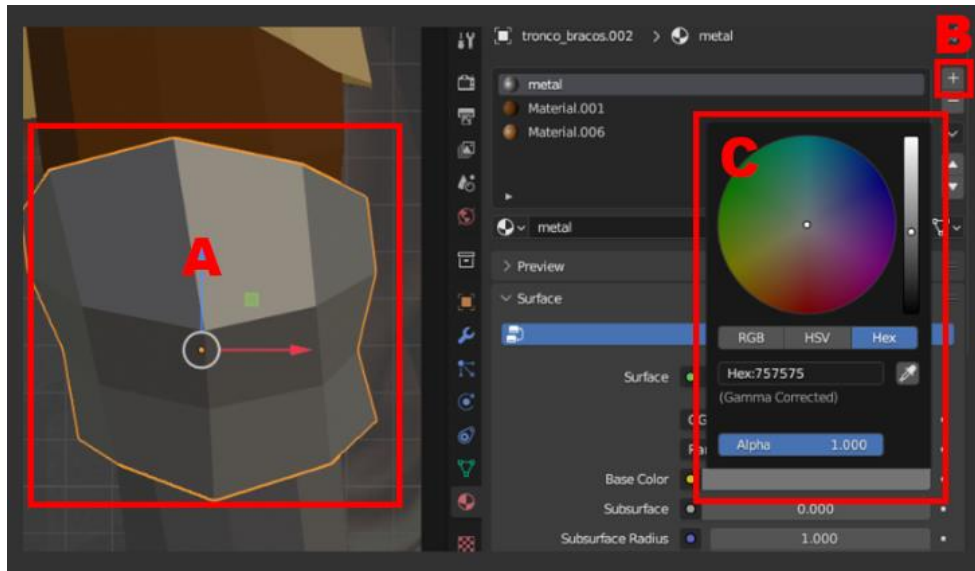 tronco_bracos.002 > metal
B
metal
Material.001
Material.006
C
metal
A
Preview
Surface
RGB HSV Hex
Surface
Hex:757575
(Gamma Corrected)
GG
Alpha 1.000
Base Color
Subsurface 0.000
Subsurface Radius 1.000